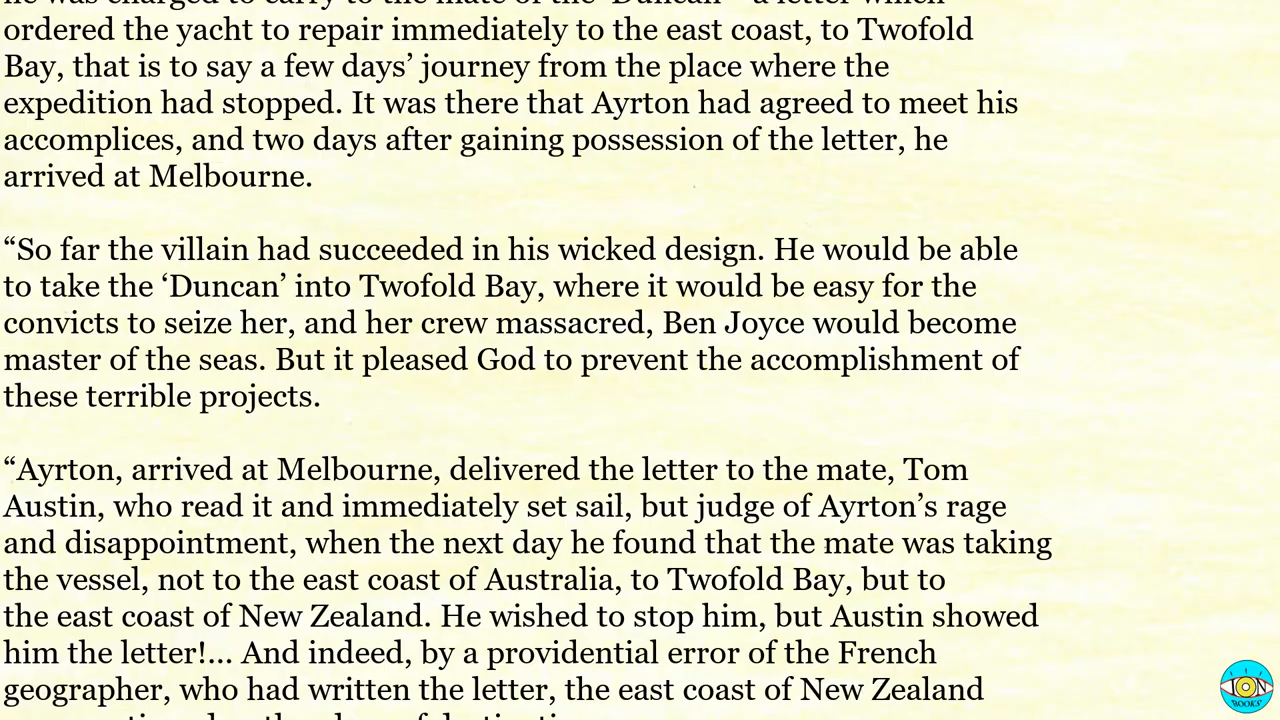 ordered the yacht to repair immediately to the east coast, to Twofold
Bay, that is to say a few days’ journey from the place where the
expedition had stopped. It was there that Ayrton had agreed to meet his
accomplices, and two days after gaining possession of the letter, he
arrived at Melbourne.
“So far the villain had succeeded in his wicked design. He would be able
to take the ‘Duncan’ into Twofold Bay, where it would be easy for the
convicts to seize her, and her crew massacred, Ben Joyce would become
master of the seas. But it pleased God to prevent the accomplishment of
these terrible projects.
“Ayrton, arrived at Melbourne, delivered the letter to the mate, Tom
Austin, who read it and immediately set sail, but judge of Ayrton’s rage
and disappointment, when the next day he found that the mate was taking
the vessel, not to the east coast of Australia, to Twofold Bay, but to
the east coast of New Zealand. He wished to stop him, but Austin showed
him the letter!... And indeed, by a providential error of the French
geographer, who had written the letter, the east coast of New Zealand
ION
BOOKS